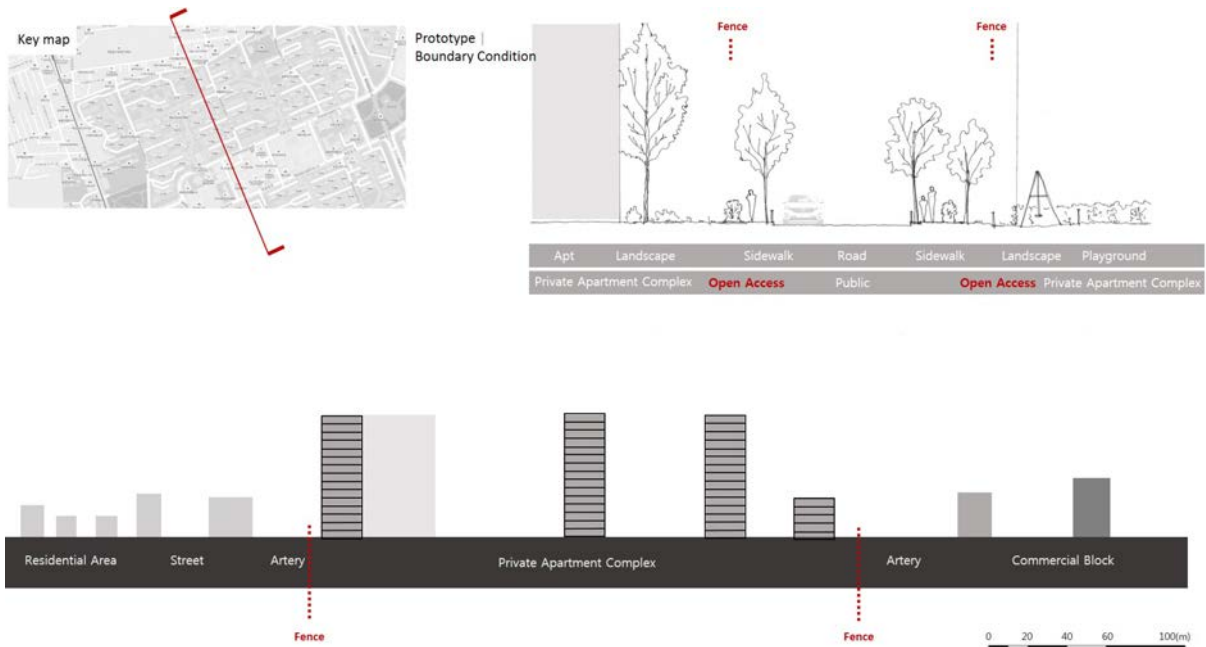 Key map
Prototype |
Boundary Condition
Fence
Fence
Apt Landscape Sidewalk Road Sidewalk Landscape Playground
Private Apartment Complex Open Access Public Open Access Private Apartment Complex
Residential Area Street Artery Private Apartment Complex Artery Commercial Block
Fence
Fence
0 20 40 60 100(m)